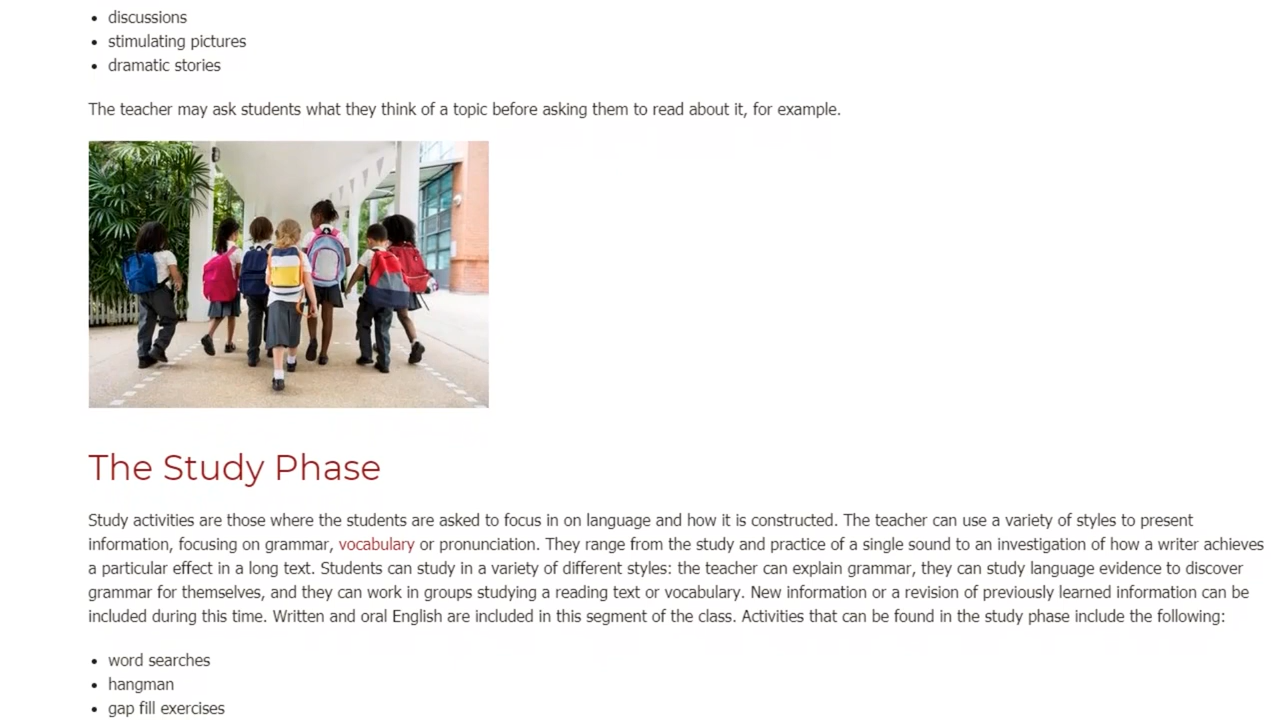 discussions
stimulating pictures
dramatic stories
The teacher may ask students what they think of a topic before asking them to read about it, for example.
The Study Phase
Study activities are those where the students are asked to focus in on language and how it is constructed. The teacher can use a variety of styles to present
information, focusing on grammar, vocabulary or pronunciation. They range from the study and practice of a single sound to an investigation of how a writer achieves
a particular effect in a long text. Students can study in a variety of different styles: the teacher can explain grammar, they can study language evidence to discover
grammar for themselves, and they can work in groups studying a reading text or vocabulary. New information or a revision of previously learned information can be
included during this time. Written and oral English are included in this segment of the class. Activities that can be found in the study phase include the following:
word searches
hangman
gap fill exercises